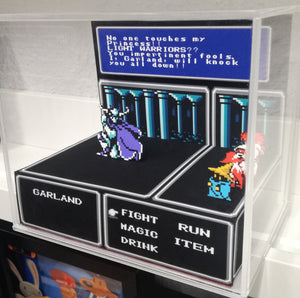 No one touches my
Princess!!
LIGHT WARRIORS??
You impertinent fools.
I, Garland, will knock
you all down!!
GARLAND
FIGHT
MAGIC
DRINK
RUN
ITEM